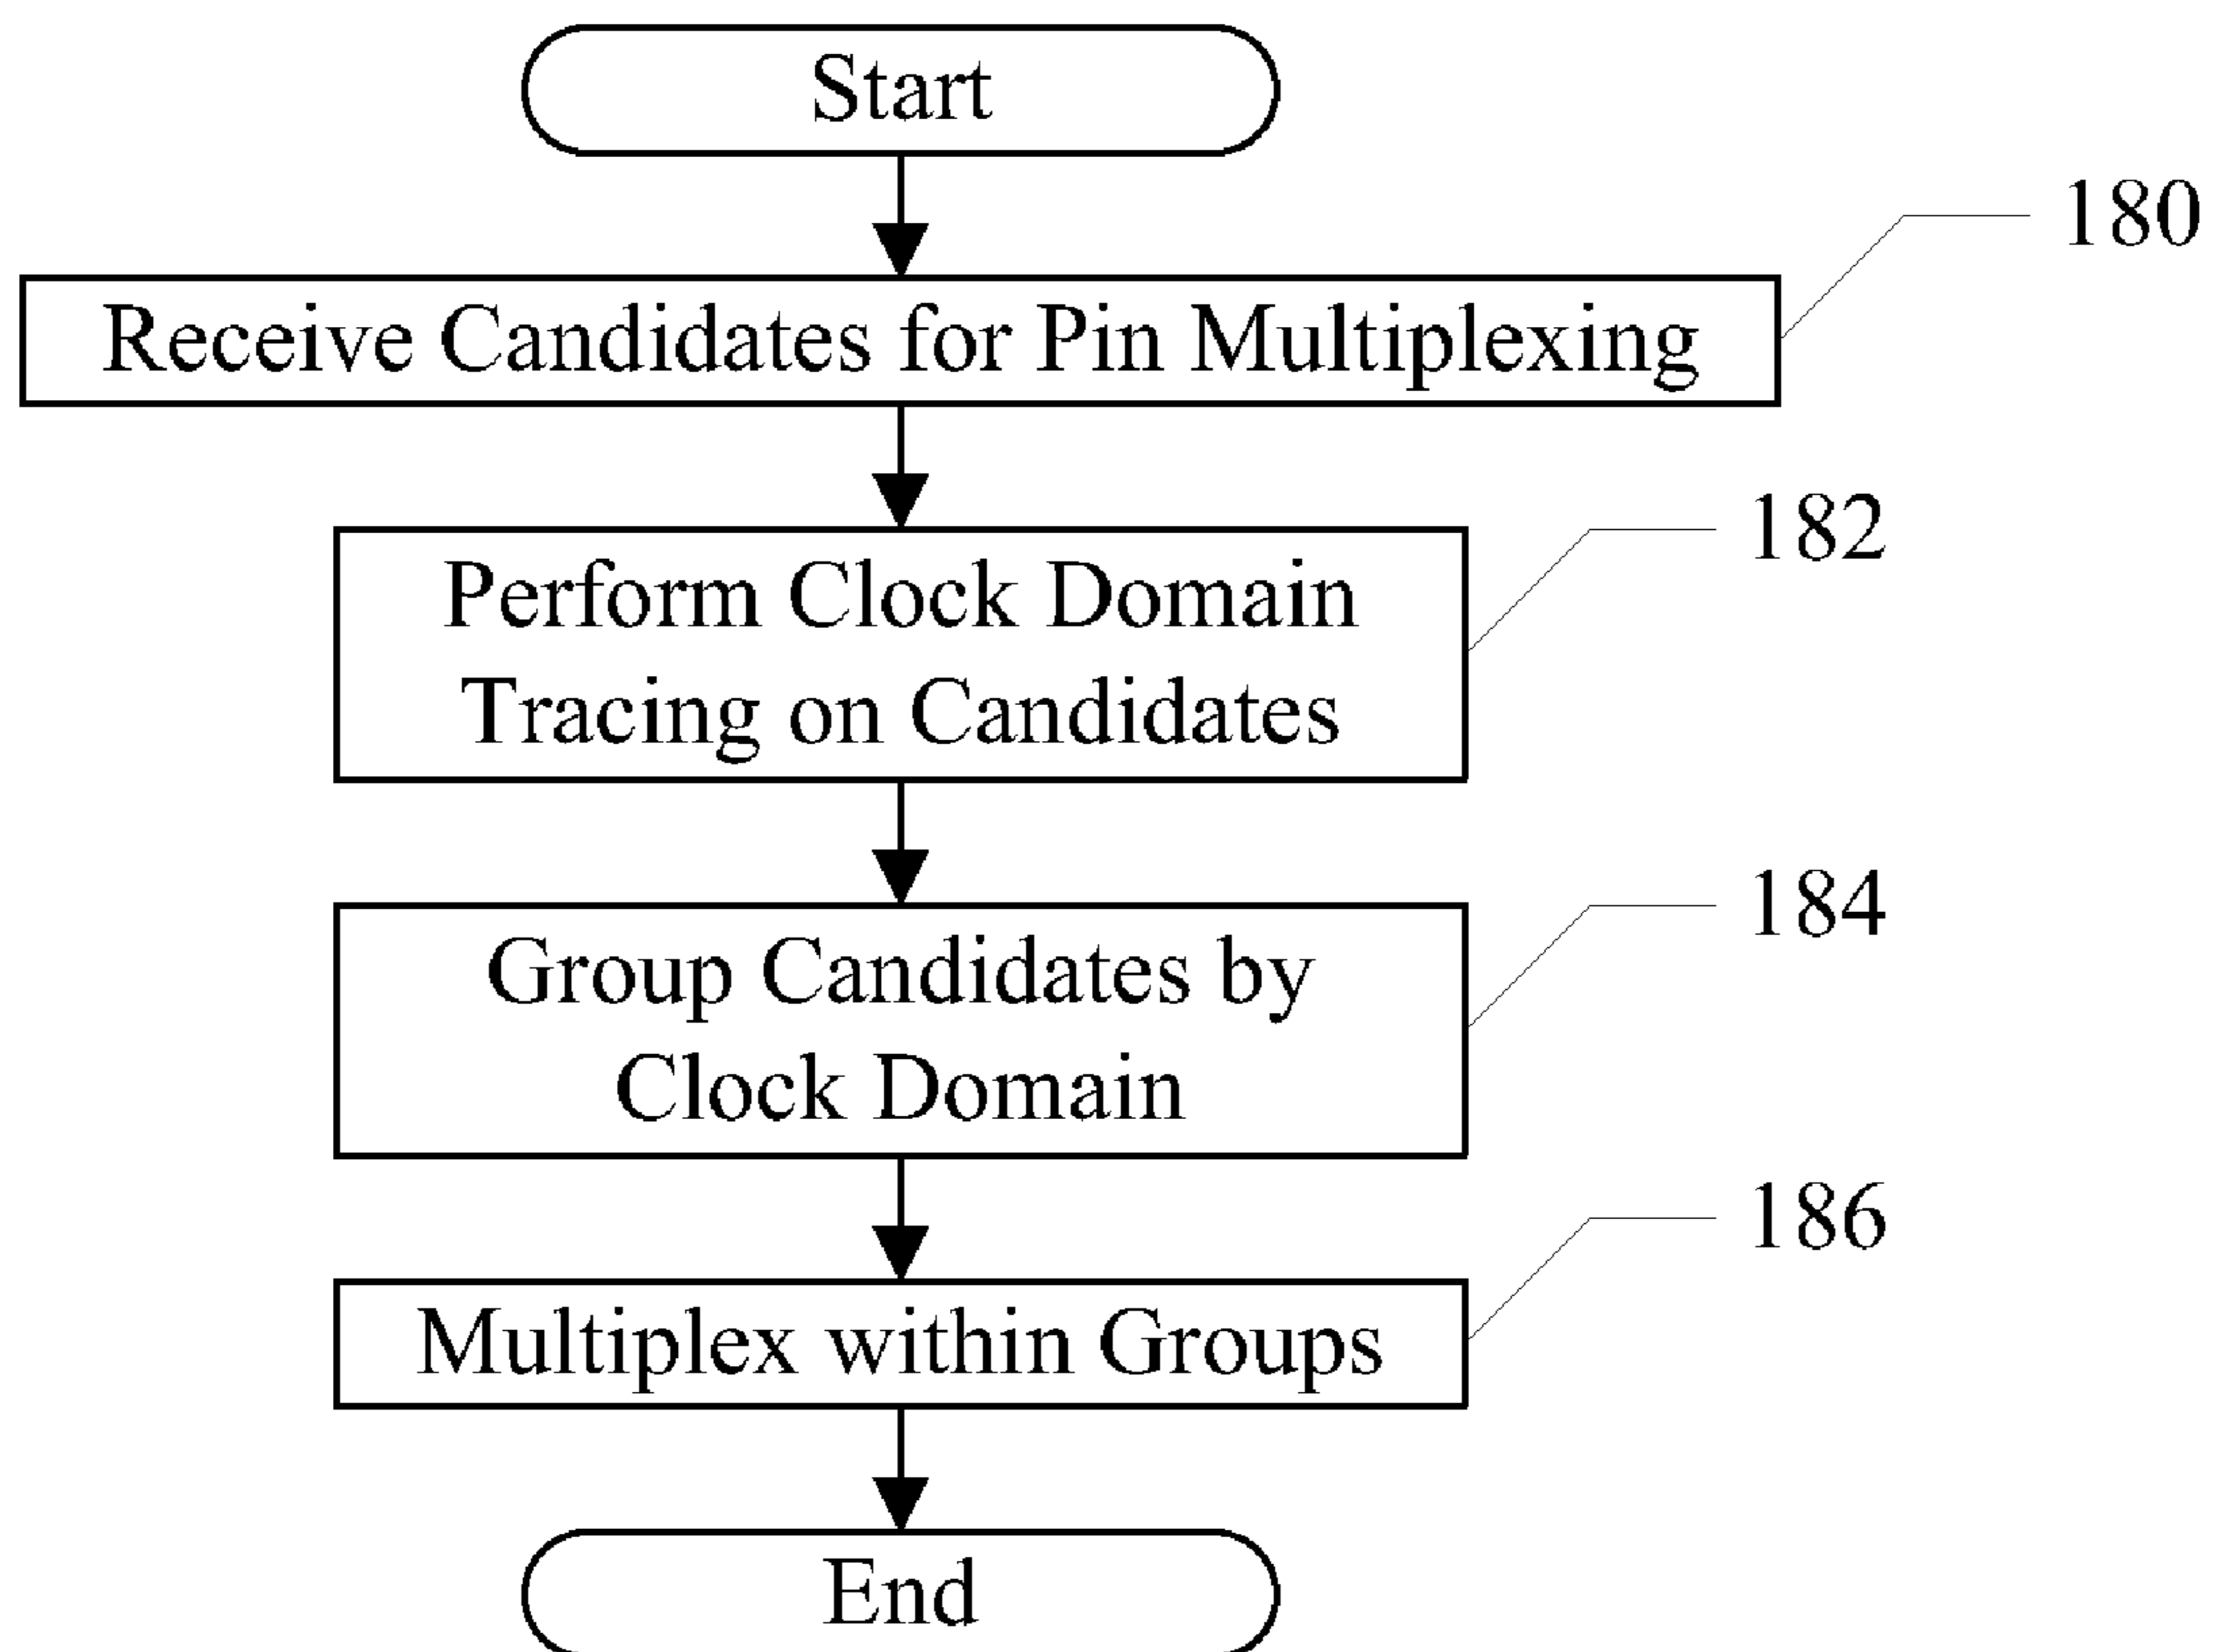 Start
180
Receive Candidates for Pin Multiplexing
182
Perform Clock Domain
Tracing on Candidates
184
Group Candidates by
Clock Domain
186
Multiplex within Groups
End